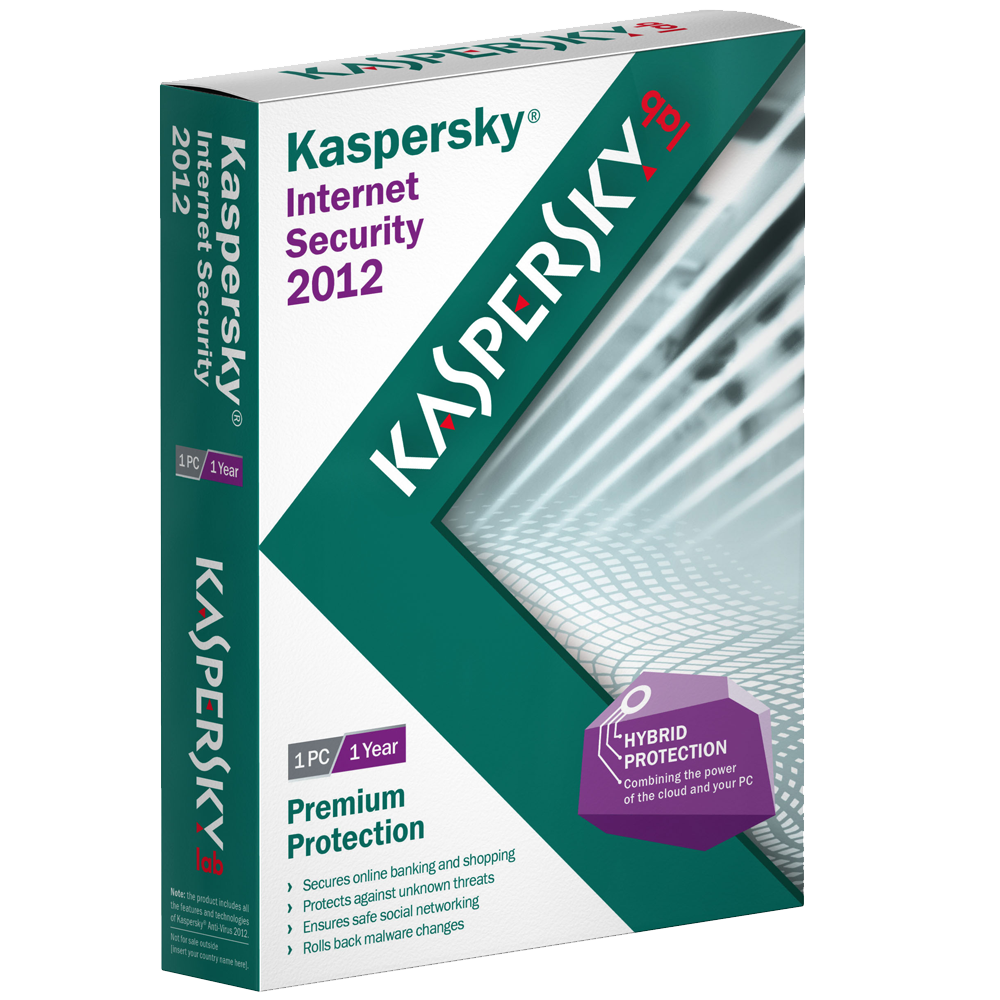 KASPERSKY lab
Kaspersky®
Internet Security
2012
1 PC 1 Year
KASPERSKY lab
Note: the product includes all
the features and technologies
of Kaspersky® Anti-Virus 2012.
Not for sale outside
[insert your country name here].
Kaspersky®
Internet
Security
2012
KASPERSKY lab
1 PC 1 Year
Premium
Protection
› Secures online banking and shopping
› Protects against unknown threats
› Ensures safe social networking
› Rolls back malware changes
HYBRID
PROTECTION
Combining the power
of the cloud and your PC